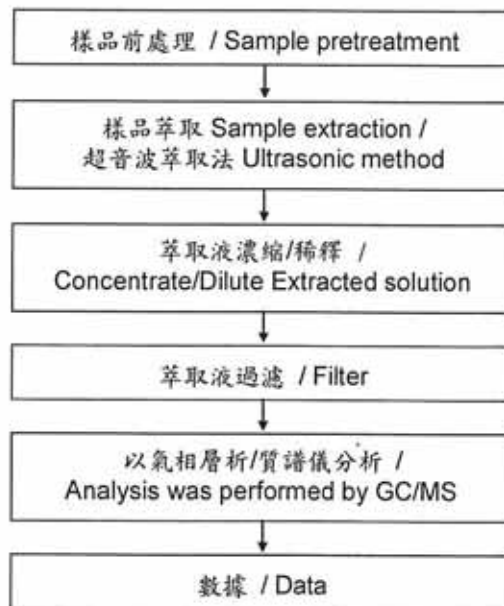 樣品前處理 / Sample pretreatment
樣品萃取 Sample extraction /
超音波萃取法 Ultrasonic method
萃取液濃縮/稀釋 /
Concentrate/Dilute Extracted solution
萃取液過濾 / Filter
以氣相層析/質譜儀分析 /
Analysis was performed by GC/MS
數據 / Data